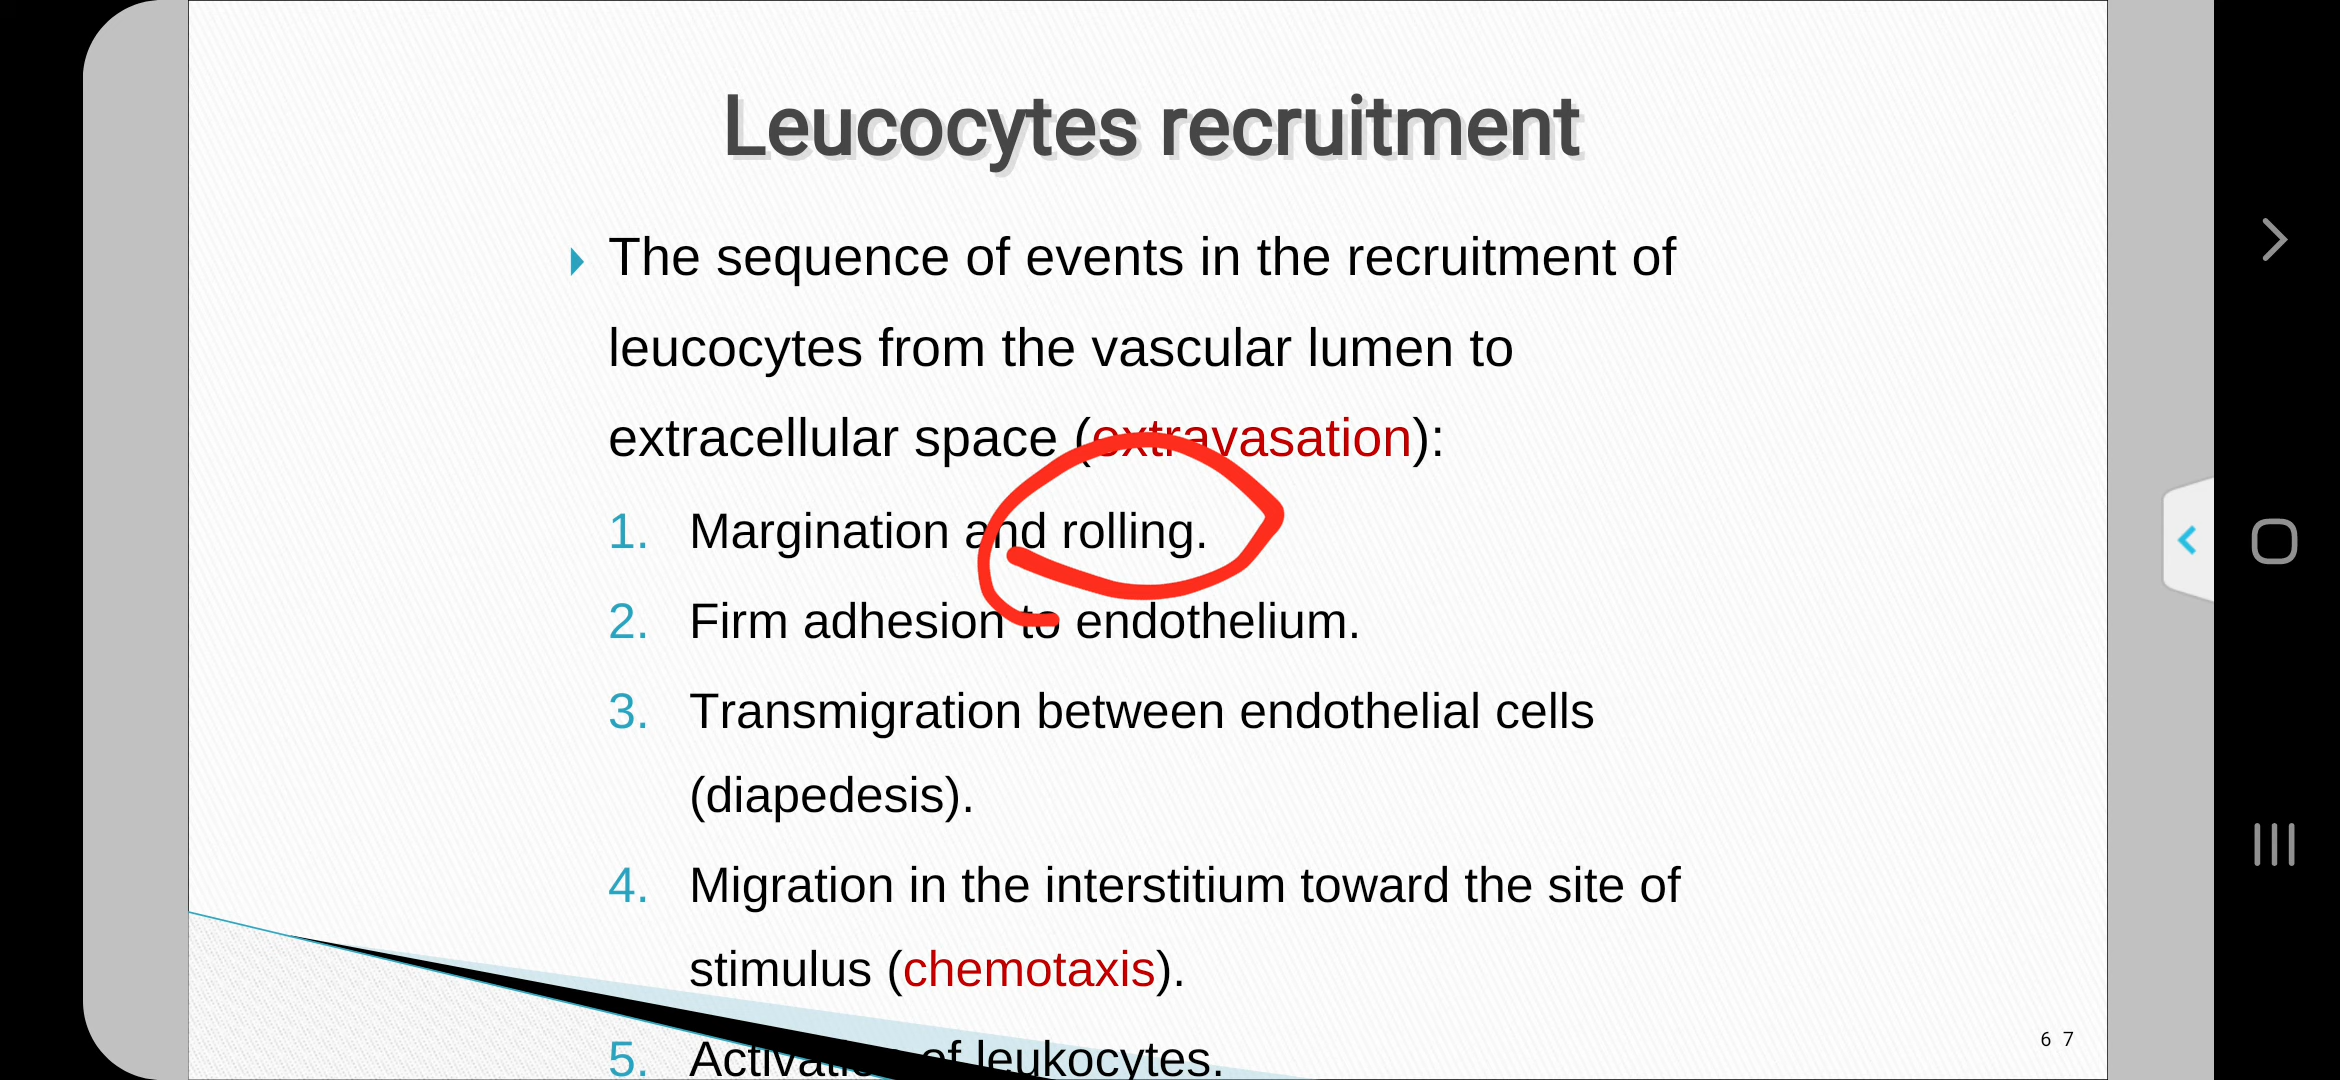 Leucocytes recruitment
The sequence of events in the recruitment of
leucocytes from the vascular lumen to
extracellular space (extravasation):
1. Margination and rolling.
2. Firm adhesion to endothelium.
3. Transmigration between endothelial cells
(diapedesis).
4. Migration in the interstitium toward the site of
stimulus (chemotaxis).
5. Activation of leukocytes.
67